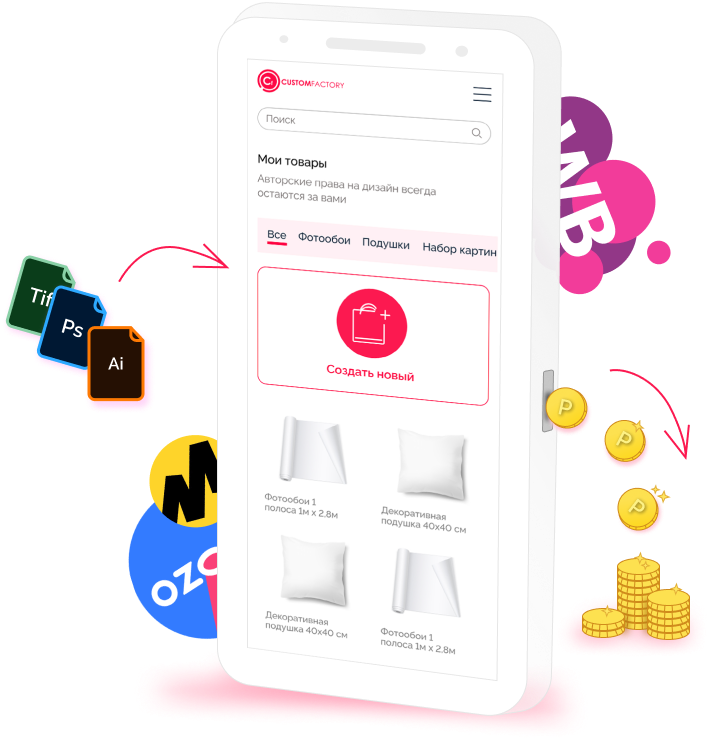 CUSTOMFACTORY
Поиск
Мои товары
Авторские права на дизайн всегда
остаются за вами
Все Фотообои Подушки Набор картин
Создать новый
Фотообои 1
полоса 1м х 2.8м
Декоративная
подушка 40х40 см
Декоративная
подушка 40х40 см
Фотообои 1
полоса 1м х 2.8м
Tif
Ps
Ai
WB
ozo